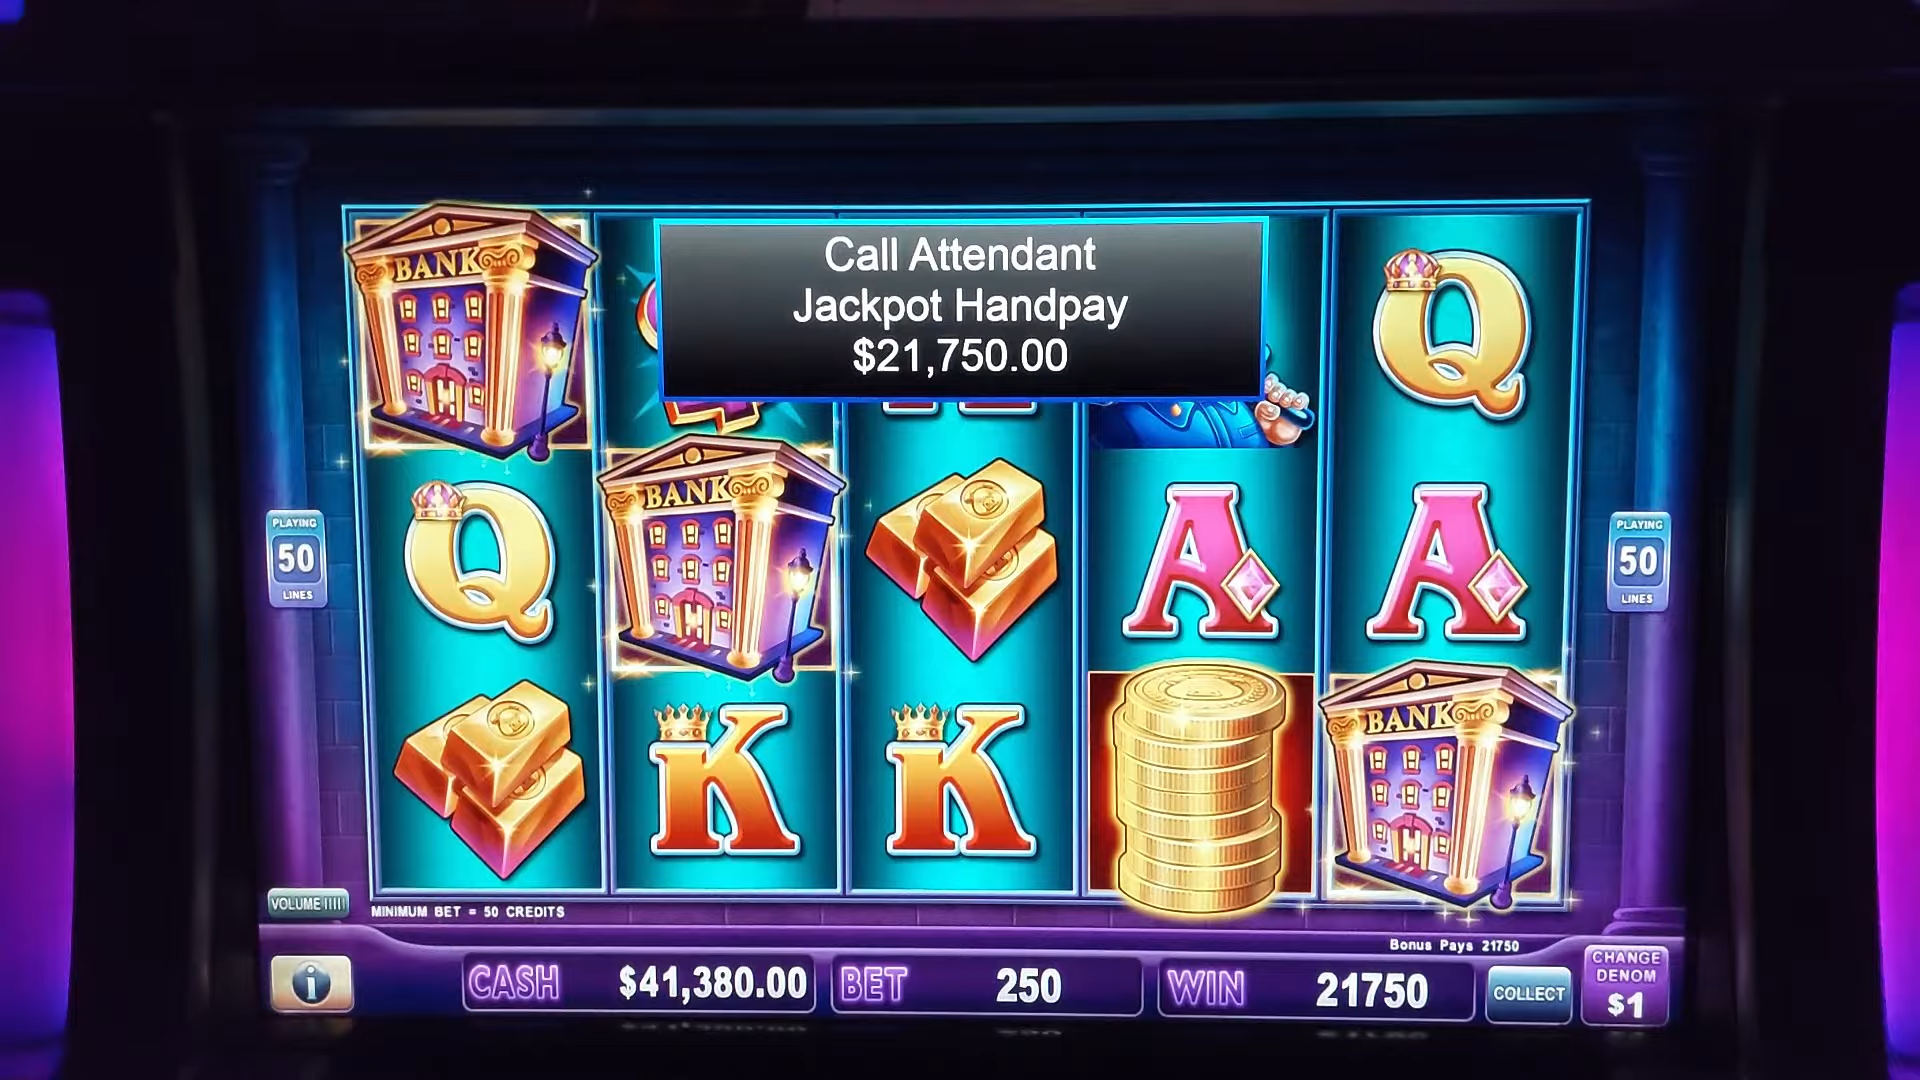 Call Attendant
Jackpot Handpay
$21,750.00
BANK
Q
PLAYING
50
LINES
Q
BANK
A
A
PLAYING
50
LINES
K
K
BANK
VOLUME
MINIMUM BET = 50 CREDITS
Bonus Pays 21750
i
CASH $41,380.00
BET 250
WIN 21750
COLLECT
CHANGE
DENOM
$1